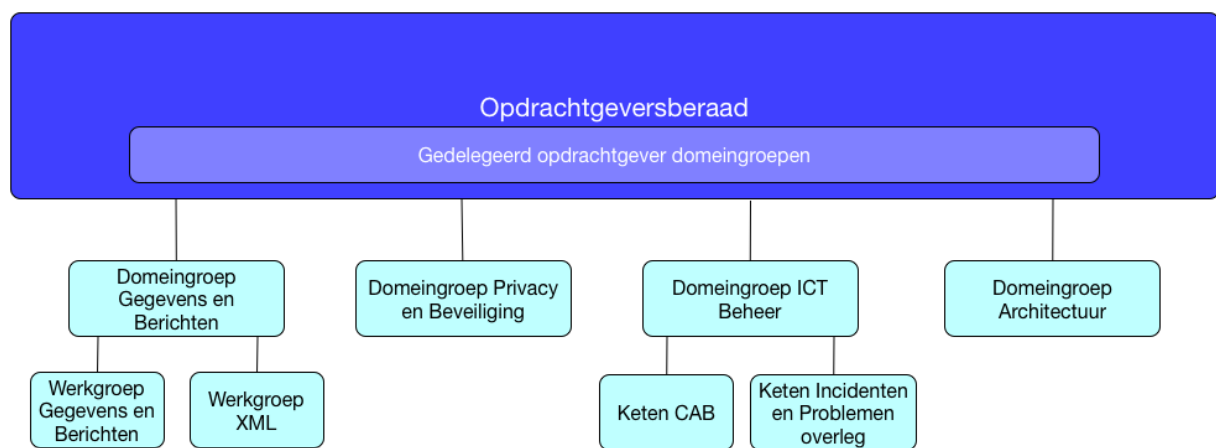 Opdrachtgeversberaad
Gedelegeerd opdrachtgever domeingroepen
Domeingroep
Gegevens en
Berichten
Domeingroep Privacy
en Beveiliging
Domeingroep ICT
Beheer
Domeingroep
Architectuur
Werkgroep
Gegevens en
Berichten
Werkgroep
XML
Keten CAB
Keten Incidenten
en Problemen
overleg